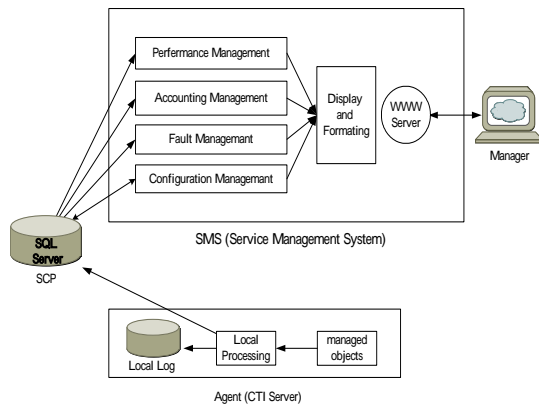 Perfermance Management
Accounting Management
Fault Managemant
Configuration Managemant
Display
and
Formating
WWW
Server
Manager
SMS (Service Management System)
SQL
Server
SCP
Local
Processing
managed
objects
Local Log
Agent (CTI Server)